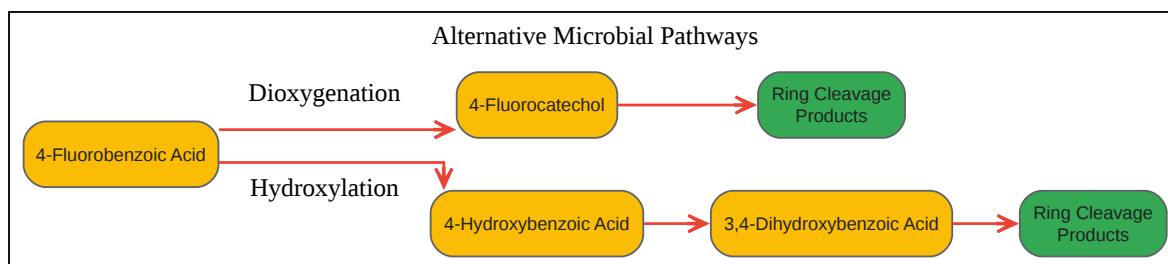 Alternative Microbial Pathways
Dioxygenation
4-Fluorocatechol
Ring Cleavage
Products
4-Fluorobenzoic Acid
Hydroxylation
4-Hydroxybenzoic Acid
3,4-Dihydroxybenzoic Acid
Ring Cleavage
Products